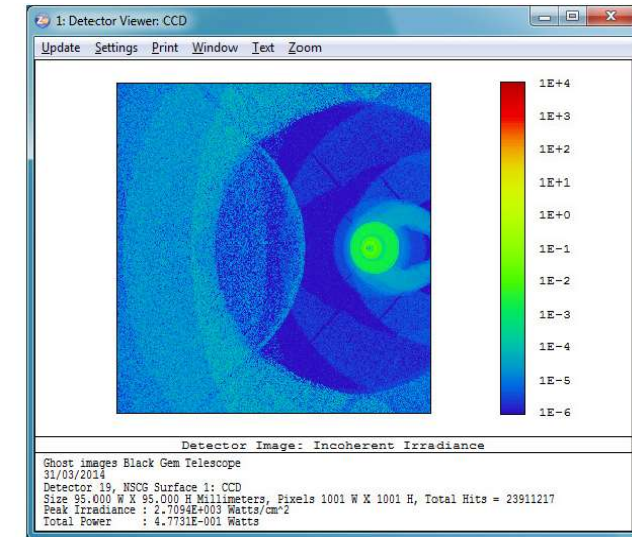 1: Detector Viewer: CCD
Update Settings Print Window Text Zoom
1E+4
1E+3
1E+2
1E+1
1E+0
1E-1
1E-2
1E-3
1E-4
1E-5
1E-6
Detector Image: Incoherent Irradiance
Ghost images Black Gem Telescope
31/03/2014
Detector 19, NSCG Surface 1: CCD
Size 95.000 W X 95.000 H Millimeters, Pixels 1001 W X 1001 H, Total Hits = 23911217
Peak Irradiance : 2.7094E+003 Watts/cm^2
Total Power : 4.7731E-001 Watts